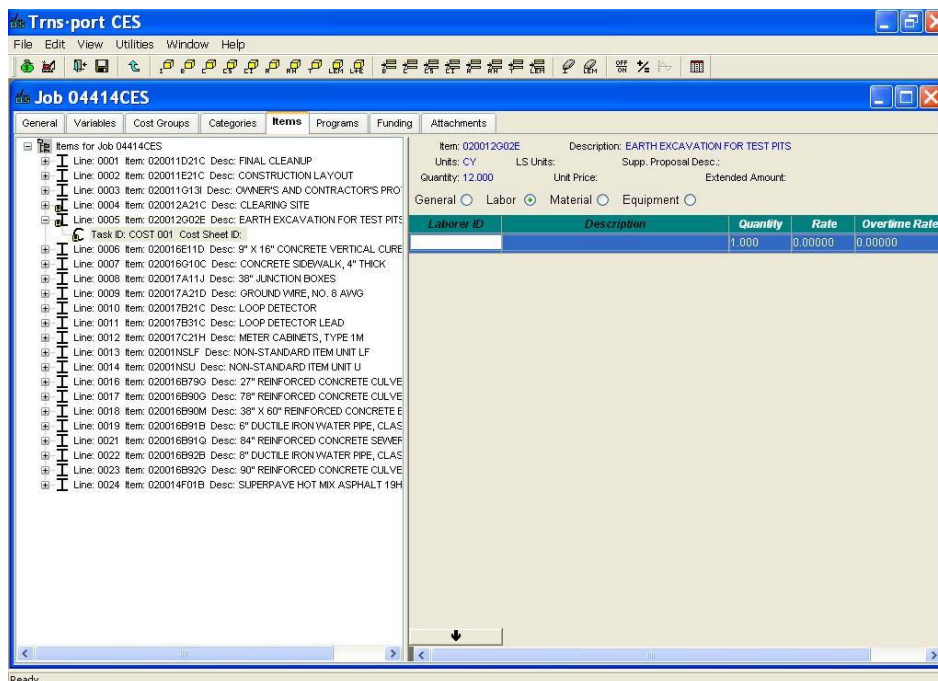 Trns·port CES
File Edit View Utilities Window Help
Job 04414CES
General Variables Cost Groups Categories Items Programs Funding Attachments
Items for Job 04414CES
Line: 0001 Item: 020011D21C Desc: FINAL CLEANUP
Line: 0002 Item: 020011E21C Desc: CONSTRUCTION LAYOUT
Line: 0003 Item: 020011G13I Desc: OWNER'S AND CONTRACTOR'S PRO
Line: 0004 Item: 020012A21C Desc: CLEARING SITE
Line: 0005 Item: 020012G02E Desc: EARTH EXCAVATION FOR TEST PITS
Task ID: COST 001 Cost Sheet ID:
Line: 0006 Item: 020016E11D Desc: 9" X 16" CONCRETE VERTICAL CURB
Line: 0007 Item: 020016G10C Desc: CONCRETE SIDEWALK, 4" THICK
Line: 0008 Item: 020017A11J Desc: 38" JUNCTION BOXES
Line: 0009 Item: 020017A21D Desc: GROUND WIRE, NO. 8 AWG
Line: 0010 Item: 020017B21C Desc: LOOP DETECTOR
Line: 0011 Item: 020017B31C Desc: LOOP DETECTOR LEAD
Line: 0012 Item: 020017C21H Desc: METER CABINETS, TYPE 1M
Line: 0013 Item: 02001NSLF Desc: NON-STANDARD ITEM UNIT LF
Line: 0014 Item: 02001NSU Desc: NON-STANDARD ITEM UNIT U
Line: 0016 Item: 020016B79G Desc: 27" REINFORCED CONCRETE CULVE
Line: 0017 Item: 020016B90G Desc: 78" REINFORCED CONCRETE CULVE
Line: 0018 Item: 020016B90M Desc: 38" X 60" REINFORCED CONCRETE E
Line: 0019 Item: 020016B91B Desc: 6" DUCTILE IRON WATER PIPE, CLAS
Line: 0021 Item: 020016B91Q Desc: 84" REINFORCED CONCRETE SEWER
Line: 0022 Item: 020016B92B Desc: 8" DUCTILE IRON WATER PIPE, CLAS
Line: 0023 Item: 020016B92G Desc: 90" REINFORCED CONCRETE CULVE
Line: 0024 Item: 020014F01B Desc: SUPERPAVE HOT MIX ASPHALT 19H
Item: 020012G02E Description: EARTH EXCAVATION FOR TEST PITS
Units: CY LS Units: Supp. Proposal Desc.:
Quantity: 12.000 Unit Price: Extended Amount:
General Labor Material Equipment
Laborer ID Description Quantity Rate Overtime Rate
1.000 0.00000 0.00000
Ready